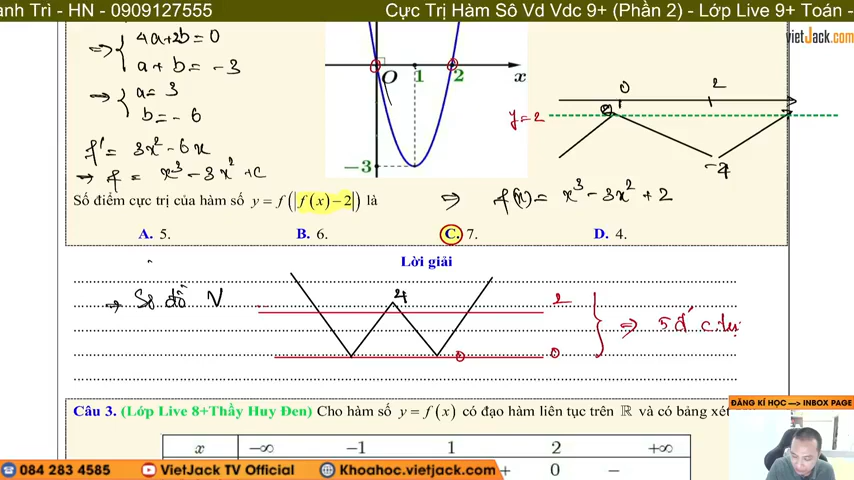 anh Trì - HN - 0909127555
Cực Trị Hàm Số Vd Vdc 9+ (Phần 2) - Lớp Live 9+ Toán -
vietJack.com
⇒ { 4a+2b=0
a+b=-3
⇒ { a=3
b=-6
f' = 3x²-6x
→ f = x³-3x²+c
O 1 2 x
-3
0 2
y=2
2
-4
⇒ f(x) = x³-3x²+2
Số điểm cực trị của hàm số y = f(|f(x)-2|) là
A. 5. B. 6. C. 7. D. 4.
Lời giải
→ Sơ đồ V
4
2
0
0
} ⇒ 5 đ' c.trị
ĐĂNG KÍ HỌC —> INBOX PAGE
Câu 3. (Lớp Live 8+Thầy Huy Đen) Cho hàm số y = f(x) có đạo hàm liên tục trên ℝ và có bảng xét
x -∞ -1 1 2 +∞
+ 0 -
084 283 4585 VietJack TV Official Khoahoc.vietjack.com